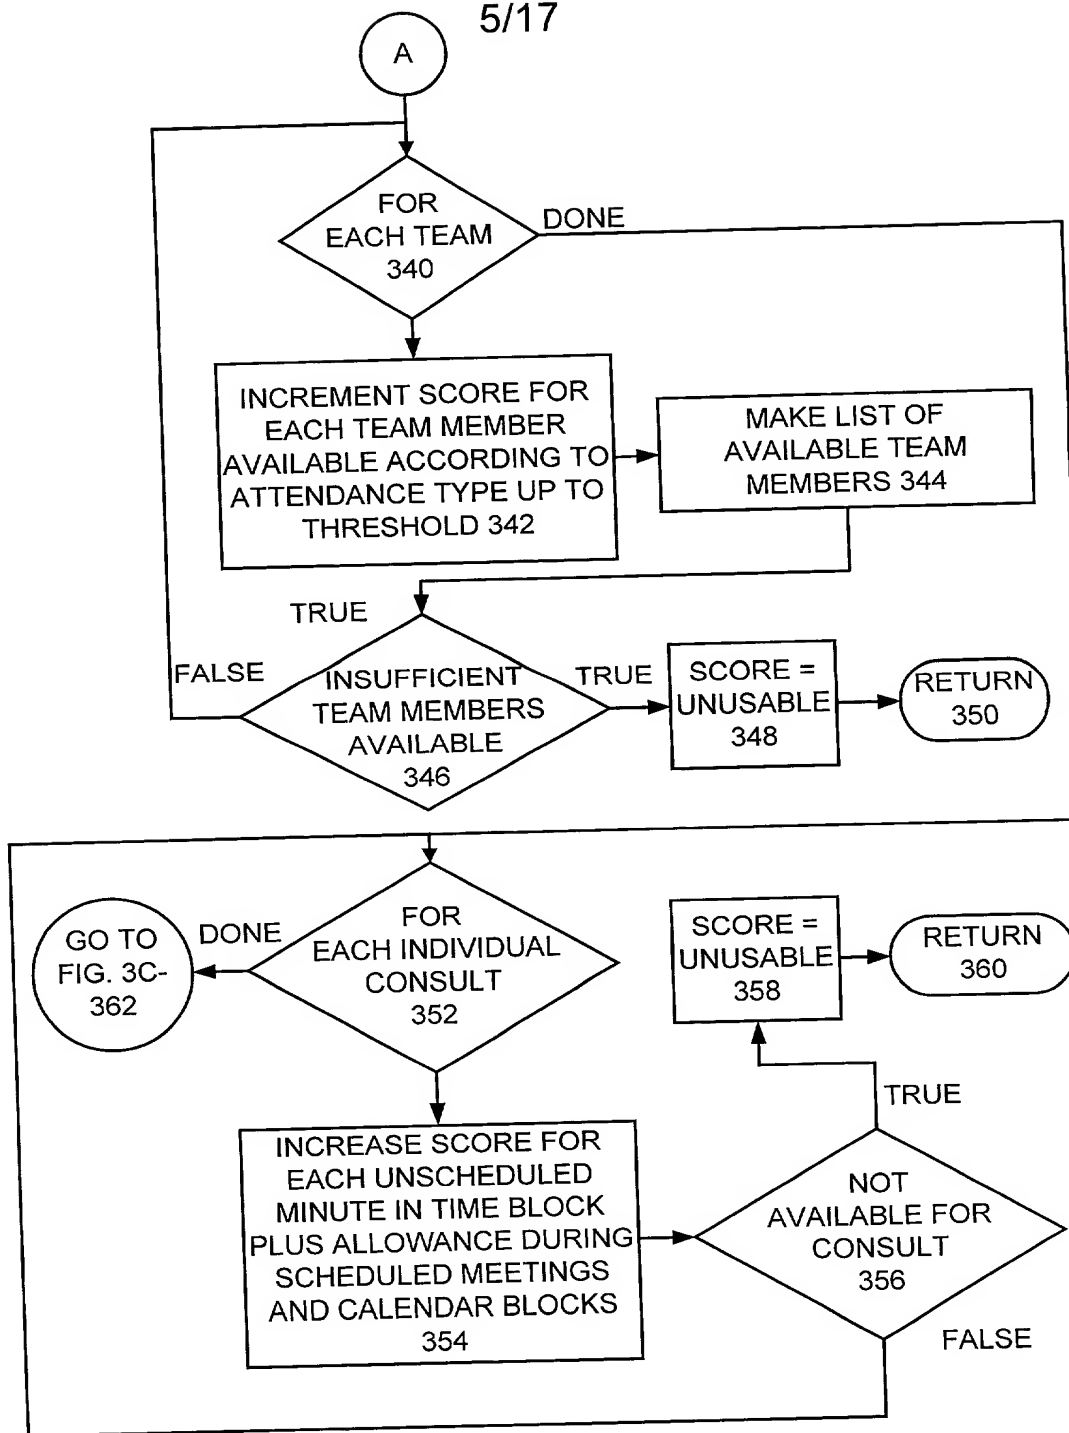 5/17
A
FOR
EACH TEAM
340
DONE
INCREMENT SCORE FOR
EACH TEAM MEMBER
AVAILABLE ACCORDING TO
ATTENDANCE TYPE UP TO
THRESHOLD 342
MAKE LIST OF
AVAILABLE TEAM
MEMBERS 344
TRUE
FALSE
INSUFFICIENT
TEAM MEMBERS
AVAILABLE
346
TRUE
SCORE =
UNUSABLE
348
RETURN
350
GO TO
FIG. 3C-
362
DONE
FOR
EACH INDIVIDUAL
CONSULT
352
SCORE =
UNUSABLE
358
RETURN
360
TRUE
INCREASE SCORE FOR
EACH UNSCHEDULED
MINUTE IN TIME BLOCK
PLUS ALLOWANCE DURING
SCHEDULED MEETINGS
AND CALENDAR BLOCKS
354
NOT
AVAILABLE FOR
CONSULT
356
FALSE